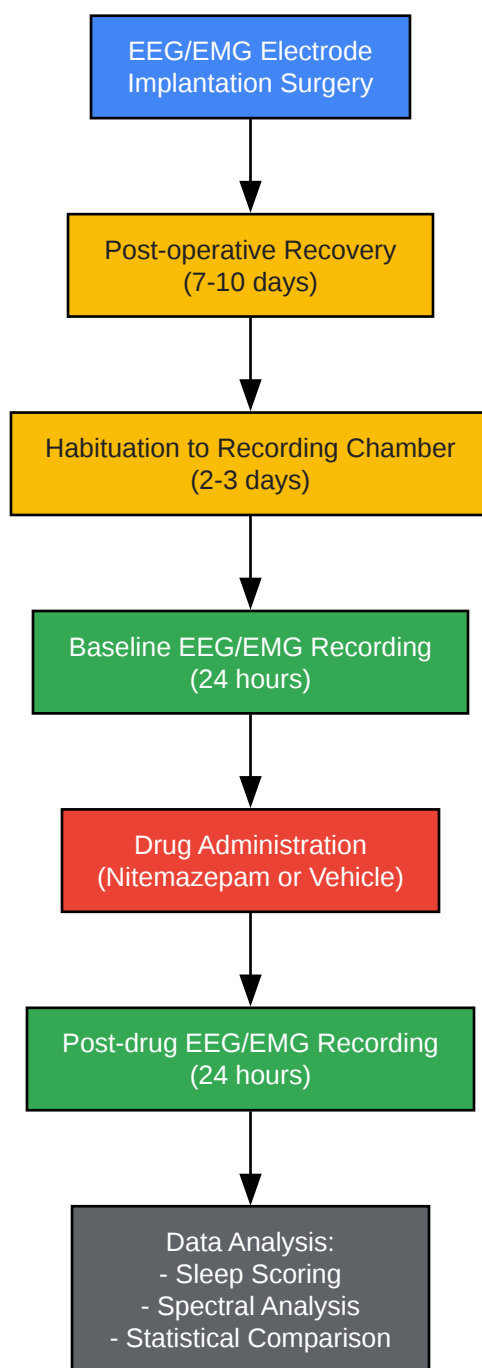 EEG/EMG Electrode
Implantation Surgery
Post-operative Recovery
(7-10 days)
Habituation to Recording Chamber
(2-3 days)
Baseline EEG/EMG Recording
(24 hours)
Drug Administration
(Nitemazepam or Vehicle)
Post-drug EEG/EMG Recording
(24 hours)
Data Analysis:
- Sleep Scoring
- Spectral Analysis
- Statistical Comparison